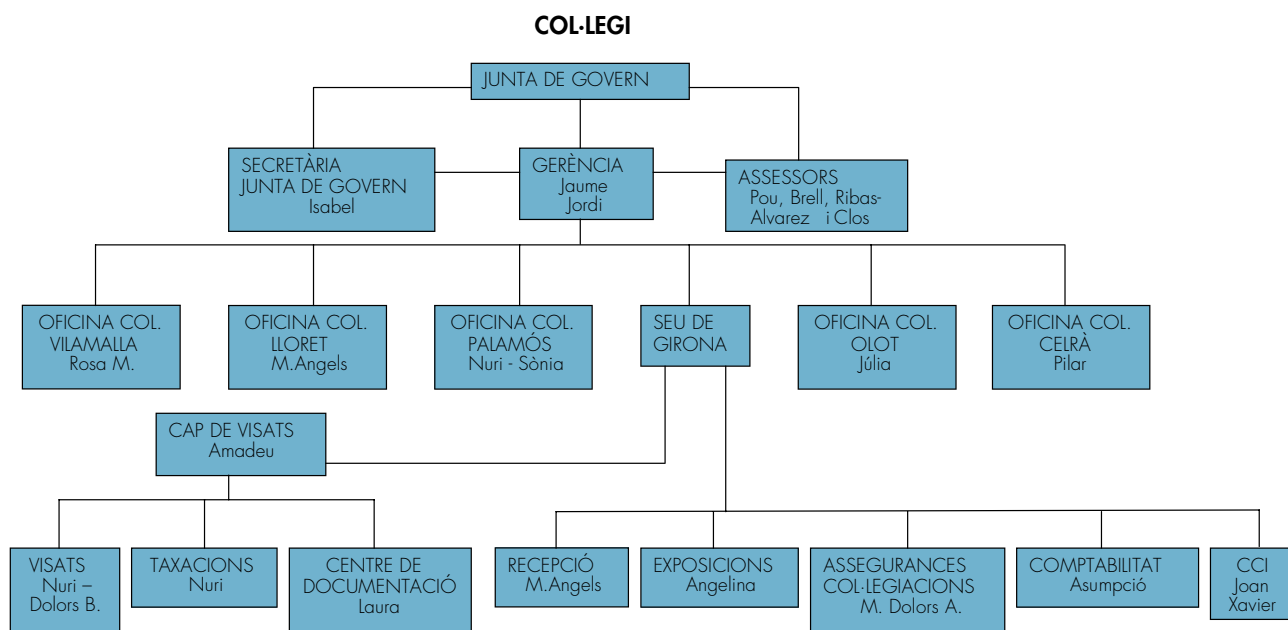 COL·LEGI
JUNTA DE GOVERN
SECRETÀRIA
JUNTA DE GOVERN
Isabel
GERÈNCIA
Jaume
Jordi
ASSESSORS
Pou, Brell, Ribas-
Alvarez i Clos
OFICINA COL.
VILAMALLA
Rosa M.
OFICINA COL.
LLORET
M.Angels
OFICINA COL.
PALAMÓS
Nuri - Sònia
SEU DE
GIRONA
OFICINA COL.
OLOT
Júlia
OFICINA COL.
CELRÀ
Pilar
CAP DE VISATS
Amadeu
VISATS
Nuri –
Dolors B.
TAXACIONS
Nuri
CENTRE DE
DOCUMENTACIÓ
Laura
RECEPCIÓ
M.Angels
EXPOSICIONS
Angelina
ASSEGURANCES
COL·LEGIACIONS
M. Dolors A.
COMPTABILITAT
Asumpció
CCI
Joan
Xavier